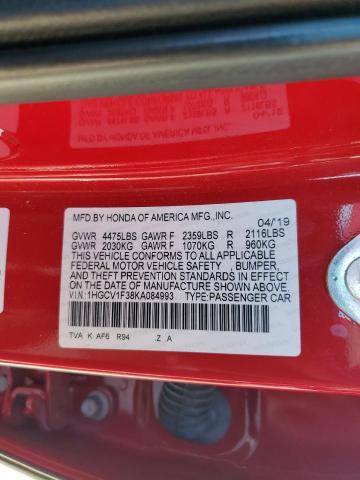 MFD BY HONDA OF AMERICA MFG.,INC. 04/19
GVWR 4475LBS GAWR F 2359LBS R 2116LBS
GVWR 2030KG GAWR F 1070KG R 960KG
THIS VEHICLE CONFORMS TO ALL APPLICABLE
FEDERAL MOTOR VEHICLE SAFETY , BUMPER,
AND THEFT PREVENTION STANDARDS IN EFFECT
ON THE DATE OF MANUFACTURE SHOWN ABOVE.
V.I.N:1HGCV1F38KA084993 TYPE:PASSENGER CAR
TVA K AF6 R94 Z A